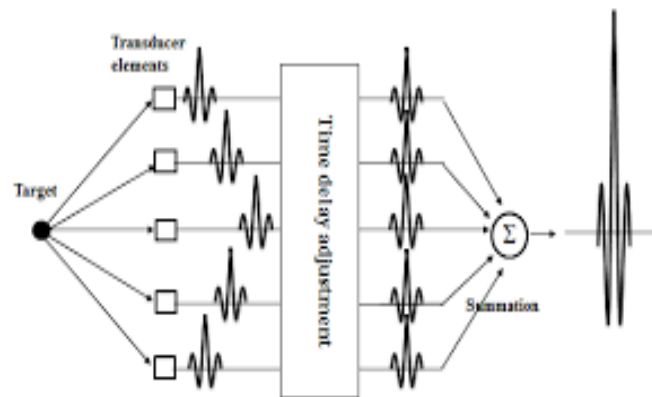 Transducer
elements
Target
Time delay adjustment
Σ
Summation